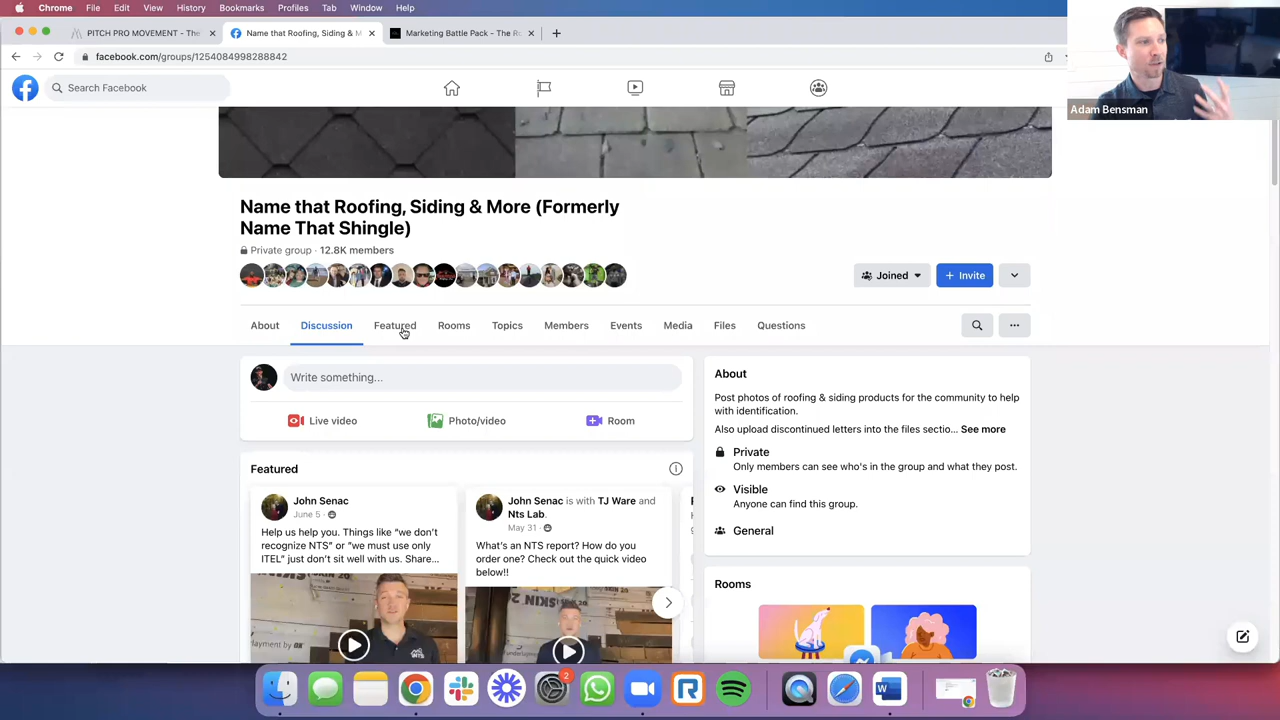 Chrome File Edit View History Bookmarks Profiles Tab Window Help
PITCH PRO MOVEMENT - The
Name that Roofing, Siding & M
Marketing Battle Pack - The R
facebook.com/groups/1254084998288842
Search Facebook
Adam Bensman
Name that Roofing, Siding & More (Formerly
Name That Shingle)
Private group · 12.8K members
Joined
+ Invite
About Discussion Featured Rooms Topics Members Events Media Files Questions
Write something...
Live video Photo/video Room
Featured
John Senac
June 5
Help us help you. Things like “we don’t
recognize NTS” or “we must use only
ITEL” just don’t sit well with us. Share...
John Senac is with TJ Ware and
Nts Lab.
May 31
What’s an NTS report? How do you
order one? Check out the quick video
below!!
About
Post photos of roofing & siding products for the community to help
with identification.
Also upload discontinued letters into the files sectio... See more
Private
Only members can see who's in the group and what they post.
Visible
Anyone can find this group.
General
Rooms
2